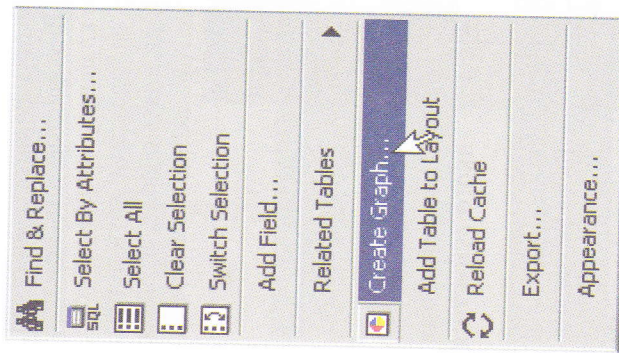 Find & Replace...
SQL
Select By Attributes...
Select All
Clear Selection
Switch Selection
Add Field...
Related Tables
Create Graph...
Add Table to Layout
Reload Cache
Export...
Appearance...